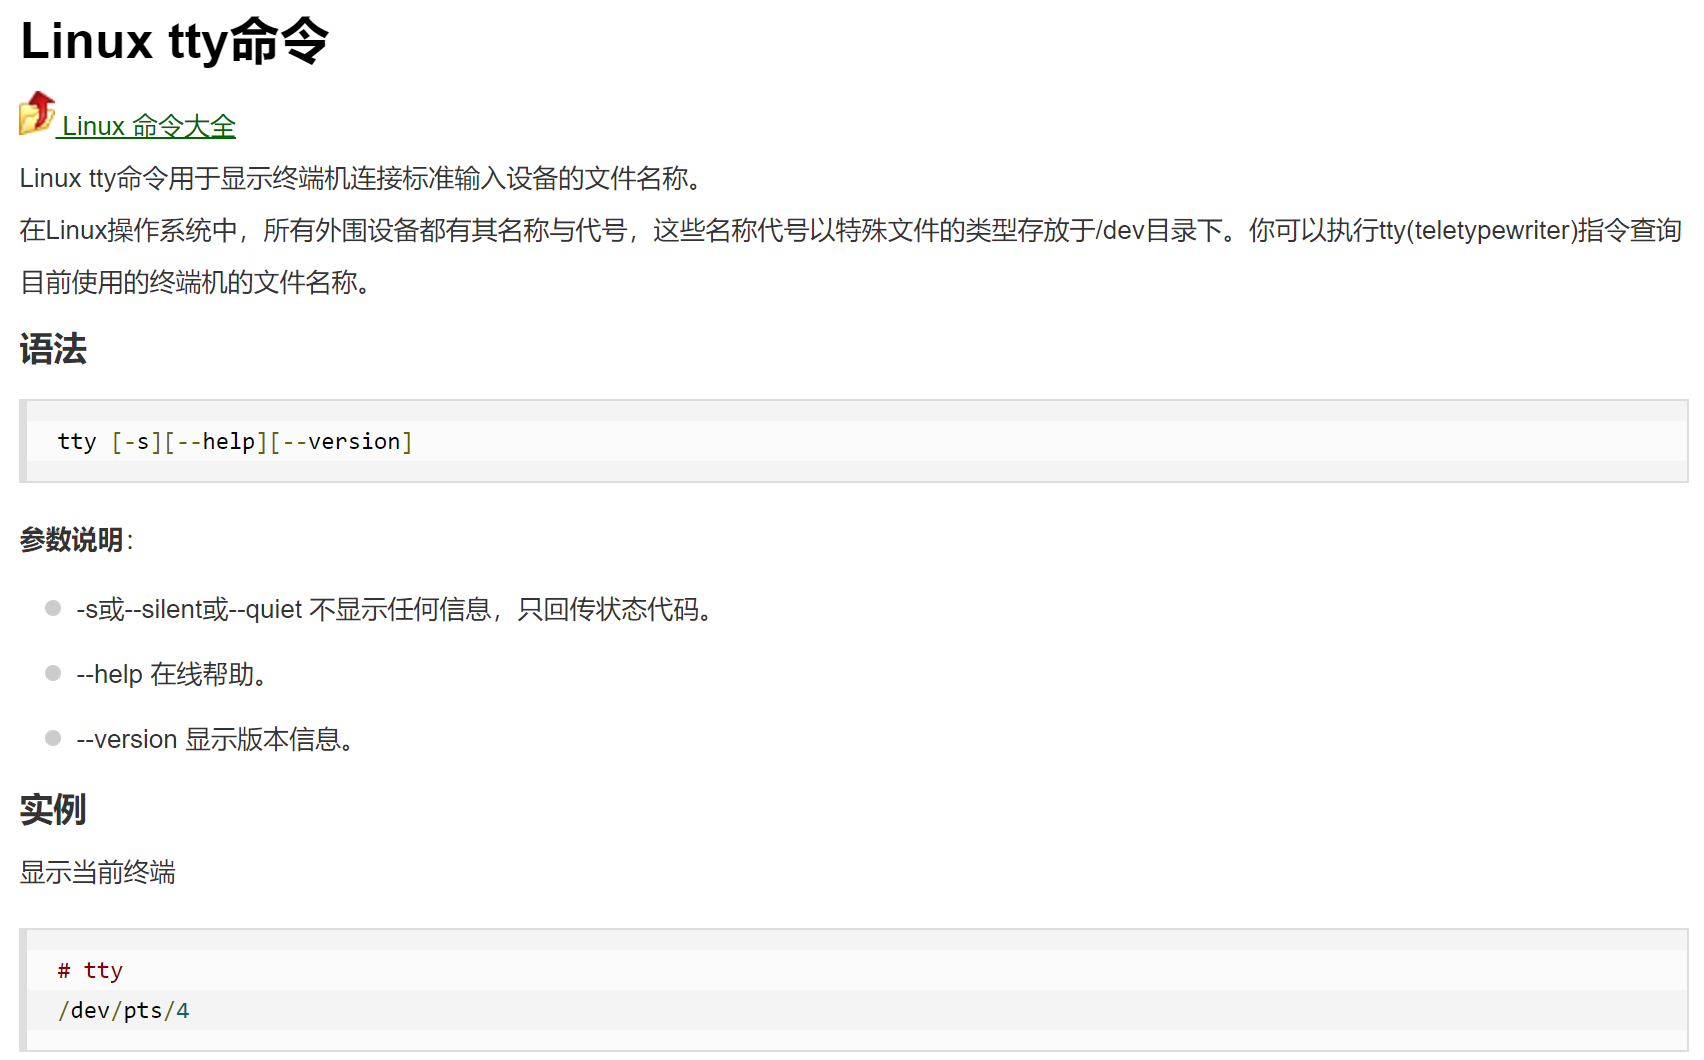 Linux tty命令
Linux 命令大全
Linux tty命令用于显示终端机连接标准输入设备的文件名称。
在Linux操作系统中，所有外围设备都有其名称与代号，这些名称代号以特殊文件的类型存放于/dev目录下。你可以执行tty(teletypewriter)指令查询
目前使用的终端机的文件名称。
语法
tty [-s][--help][--version]
参数说明：
-s或--silent或--quiet 不显示任何信息，只回传状态代码。
--help 在线帮助。
--version 显示版本信息。
实例
显示当前终端
# tty
/dev/pts/4